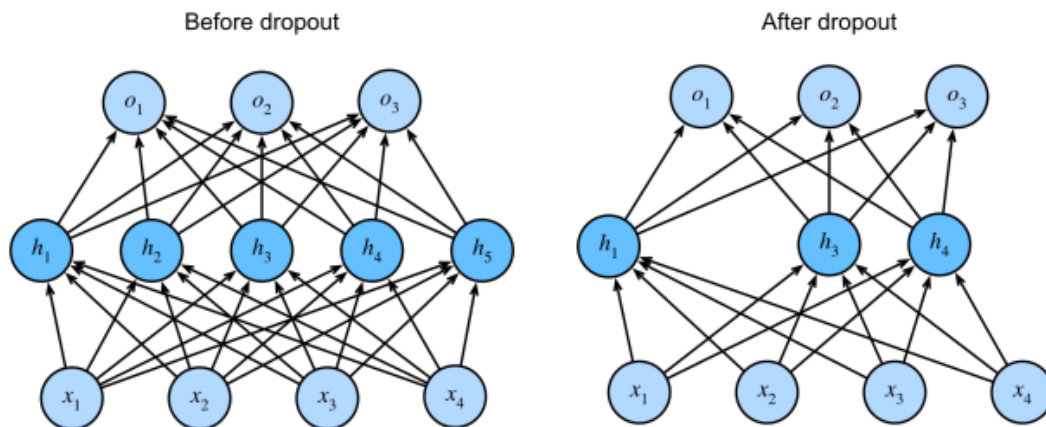 Before dropout
After dropout
o1 o2 o3
o1 o2 o3
h1 h2 h3 h4 h5
h1 h3 h4
x1 x2 x3 x4
x1 x2 x3 x4